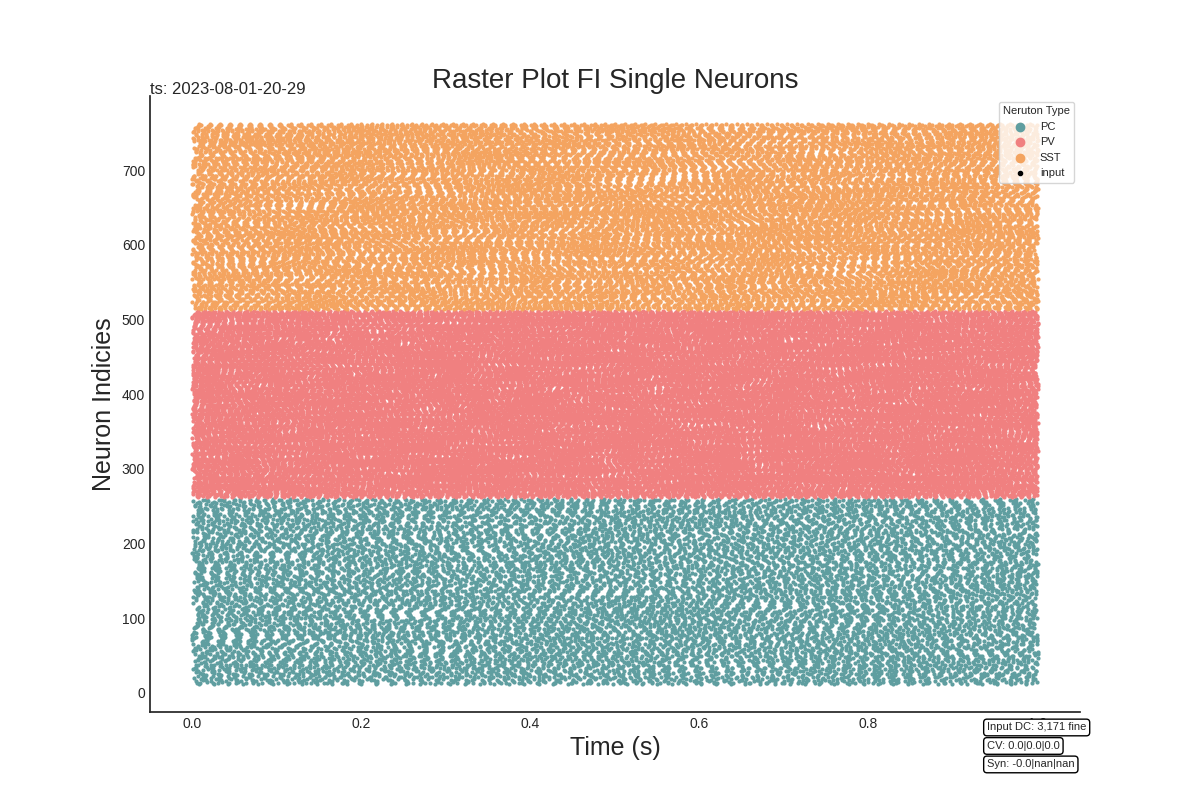 Raster Plot FI Single Neurons
ts: 2023-08-01-20-29
Neruton Type
PC
PV
SST
input
Neuron Indicies
700
600
500
400
300
200
100
0
0.0 0.2 0.4 0.6 0.8
Time (s)
Input DC: 3,171 fine
CV: 0.0|0.0|0.0
Syn: -0.0|nan|nan